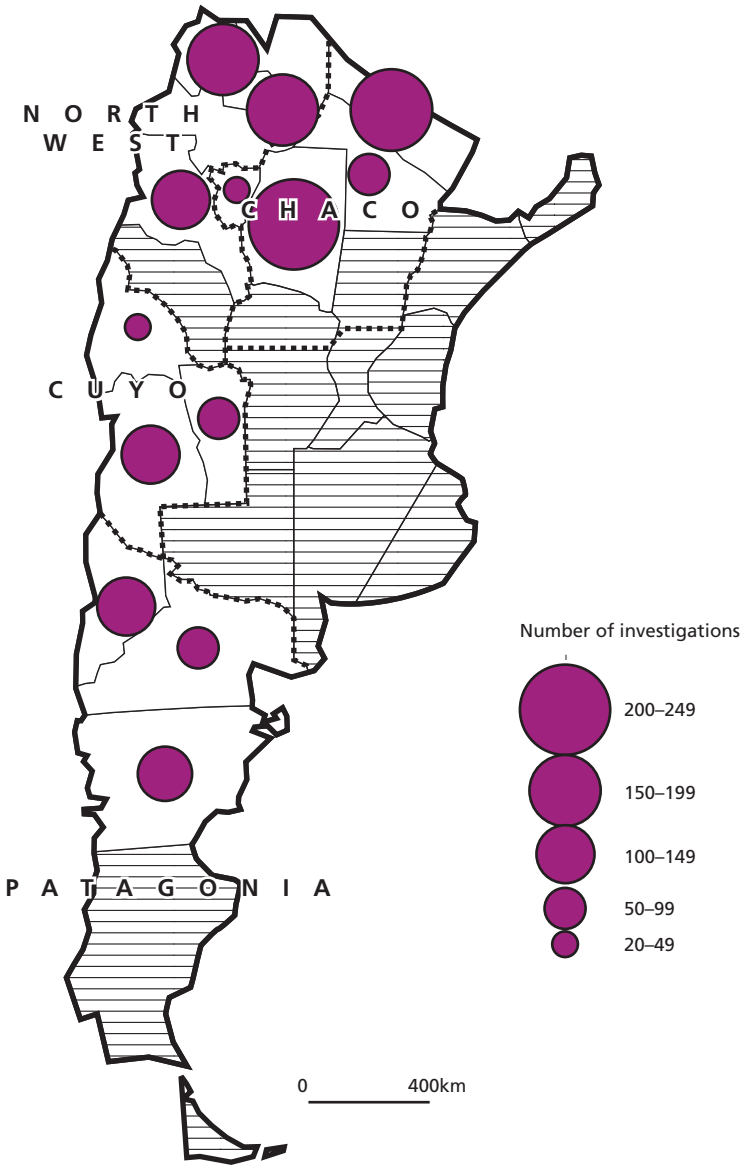 N O R T H
W E S T
C H A C O
C U Y O
P A T A G O N I A
Number of investigations
200–249
150–199
100–149
50–99
20–49
0 400km